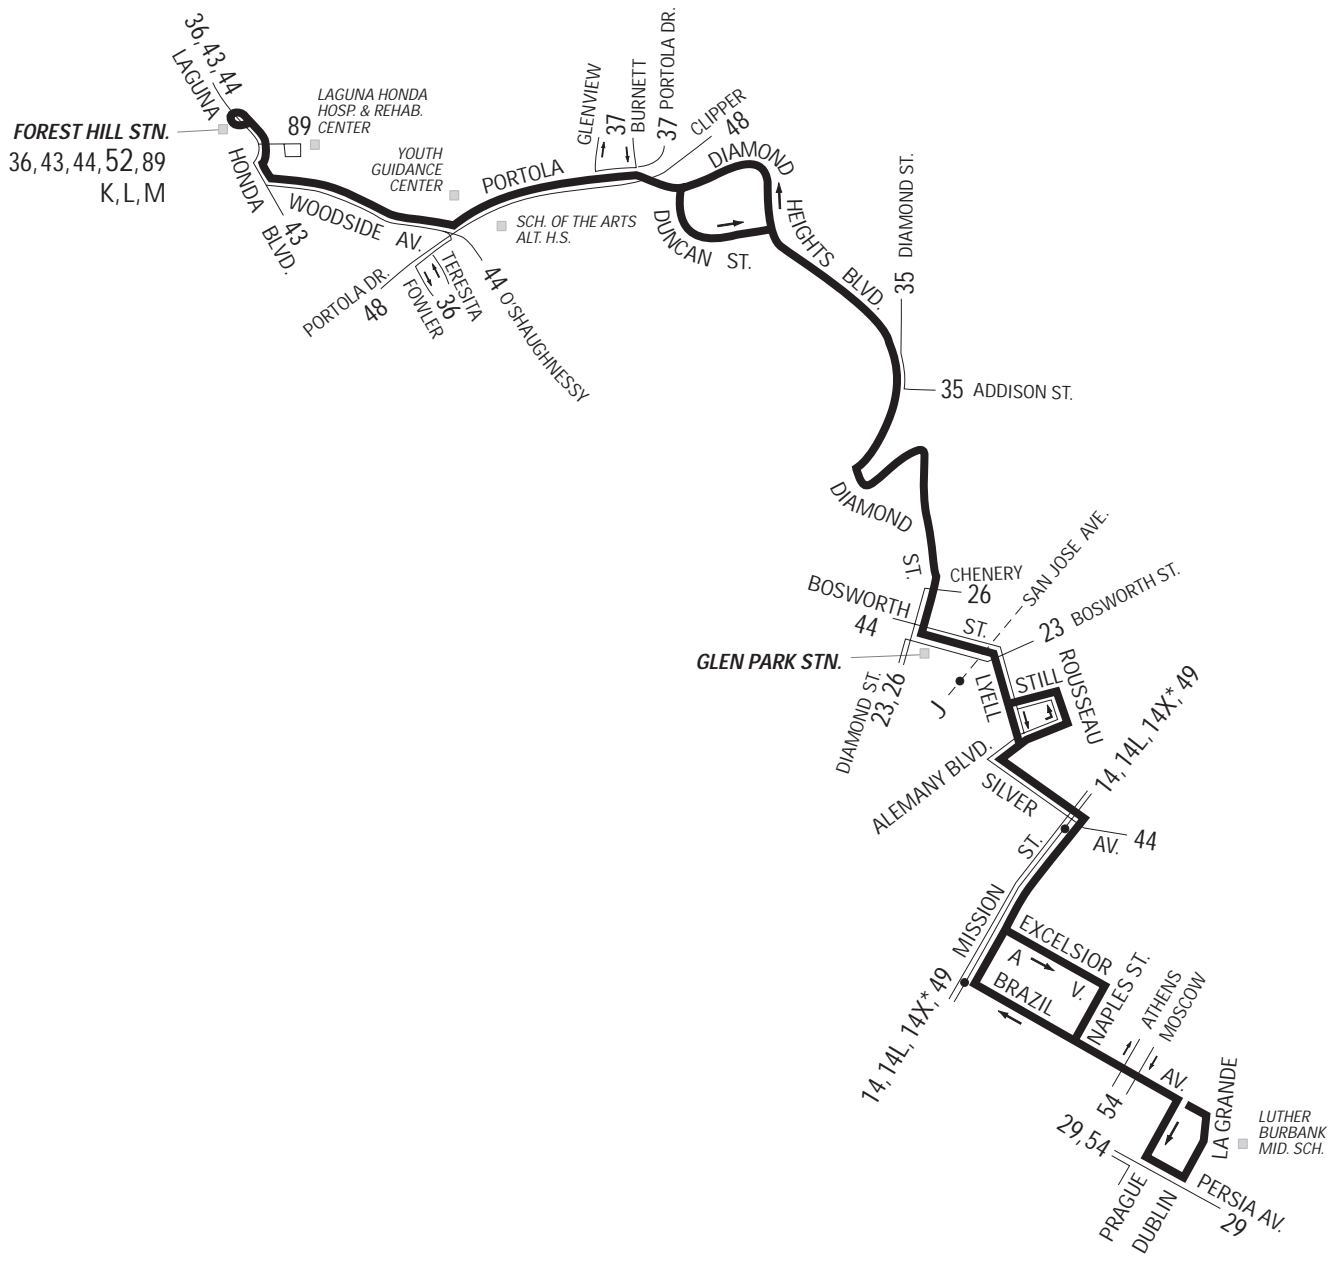 36, 43, 44
LAGUNA
HONDA
BLVD.
FOREST HILL STN.
36, 43, 44, 52, 89
K, L, M
89
LAGUNA HONDA
HOSP. & REHAB.
CENTER
43
WOODSIDE AV.
YOUTH
GUIDANCE
CENTER
PORTOLA
SCH. OF THE ARTS
ALT. H.S.
PORTOLA DR.
48
FOWLER
36
TERESITA
44 O'SHAUGHNESSY
GLENVIEW
37
BURNETT
37 PORTOLA DR.
CLIPPER
48
DIAMOND
HEIGHTS
BLVD.
DUNCAN ST.
35 DIAMOND ST.
35 ADDISON ST.
DIAMOND
ST.
CHENERY
26
BOSWORTH
44
ST.
SAN JOSE AVE.
23 BOSWORTH ST.
GLEN PARK STN.
DIAMOND ST.
23, 26
J
LYELL
STILL
ROUSSEAU
ALEMANY BLVD.
SILVER
AV.
44
14, 14L, 14X* 49
MISSION
ST.
14, 14L, 14X* 49
EXCELSIOR
A V.
BRAZIL
AV.
NAPLES ST.
ATHENS
MOSCOW
54
29, 54
LA GRANDE
LUTHER
BURBANK
MID. SCH.
PRAGUE
DUBLIN
PERSIA AV.
29